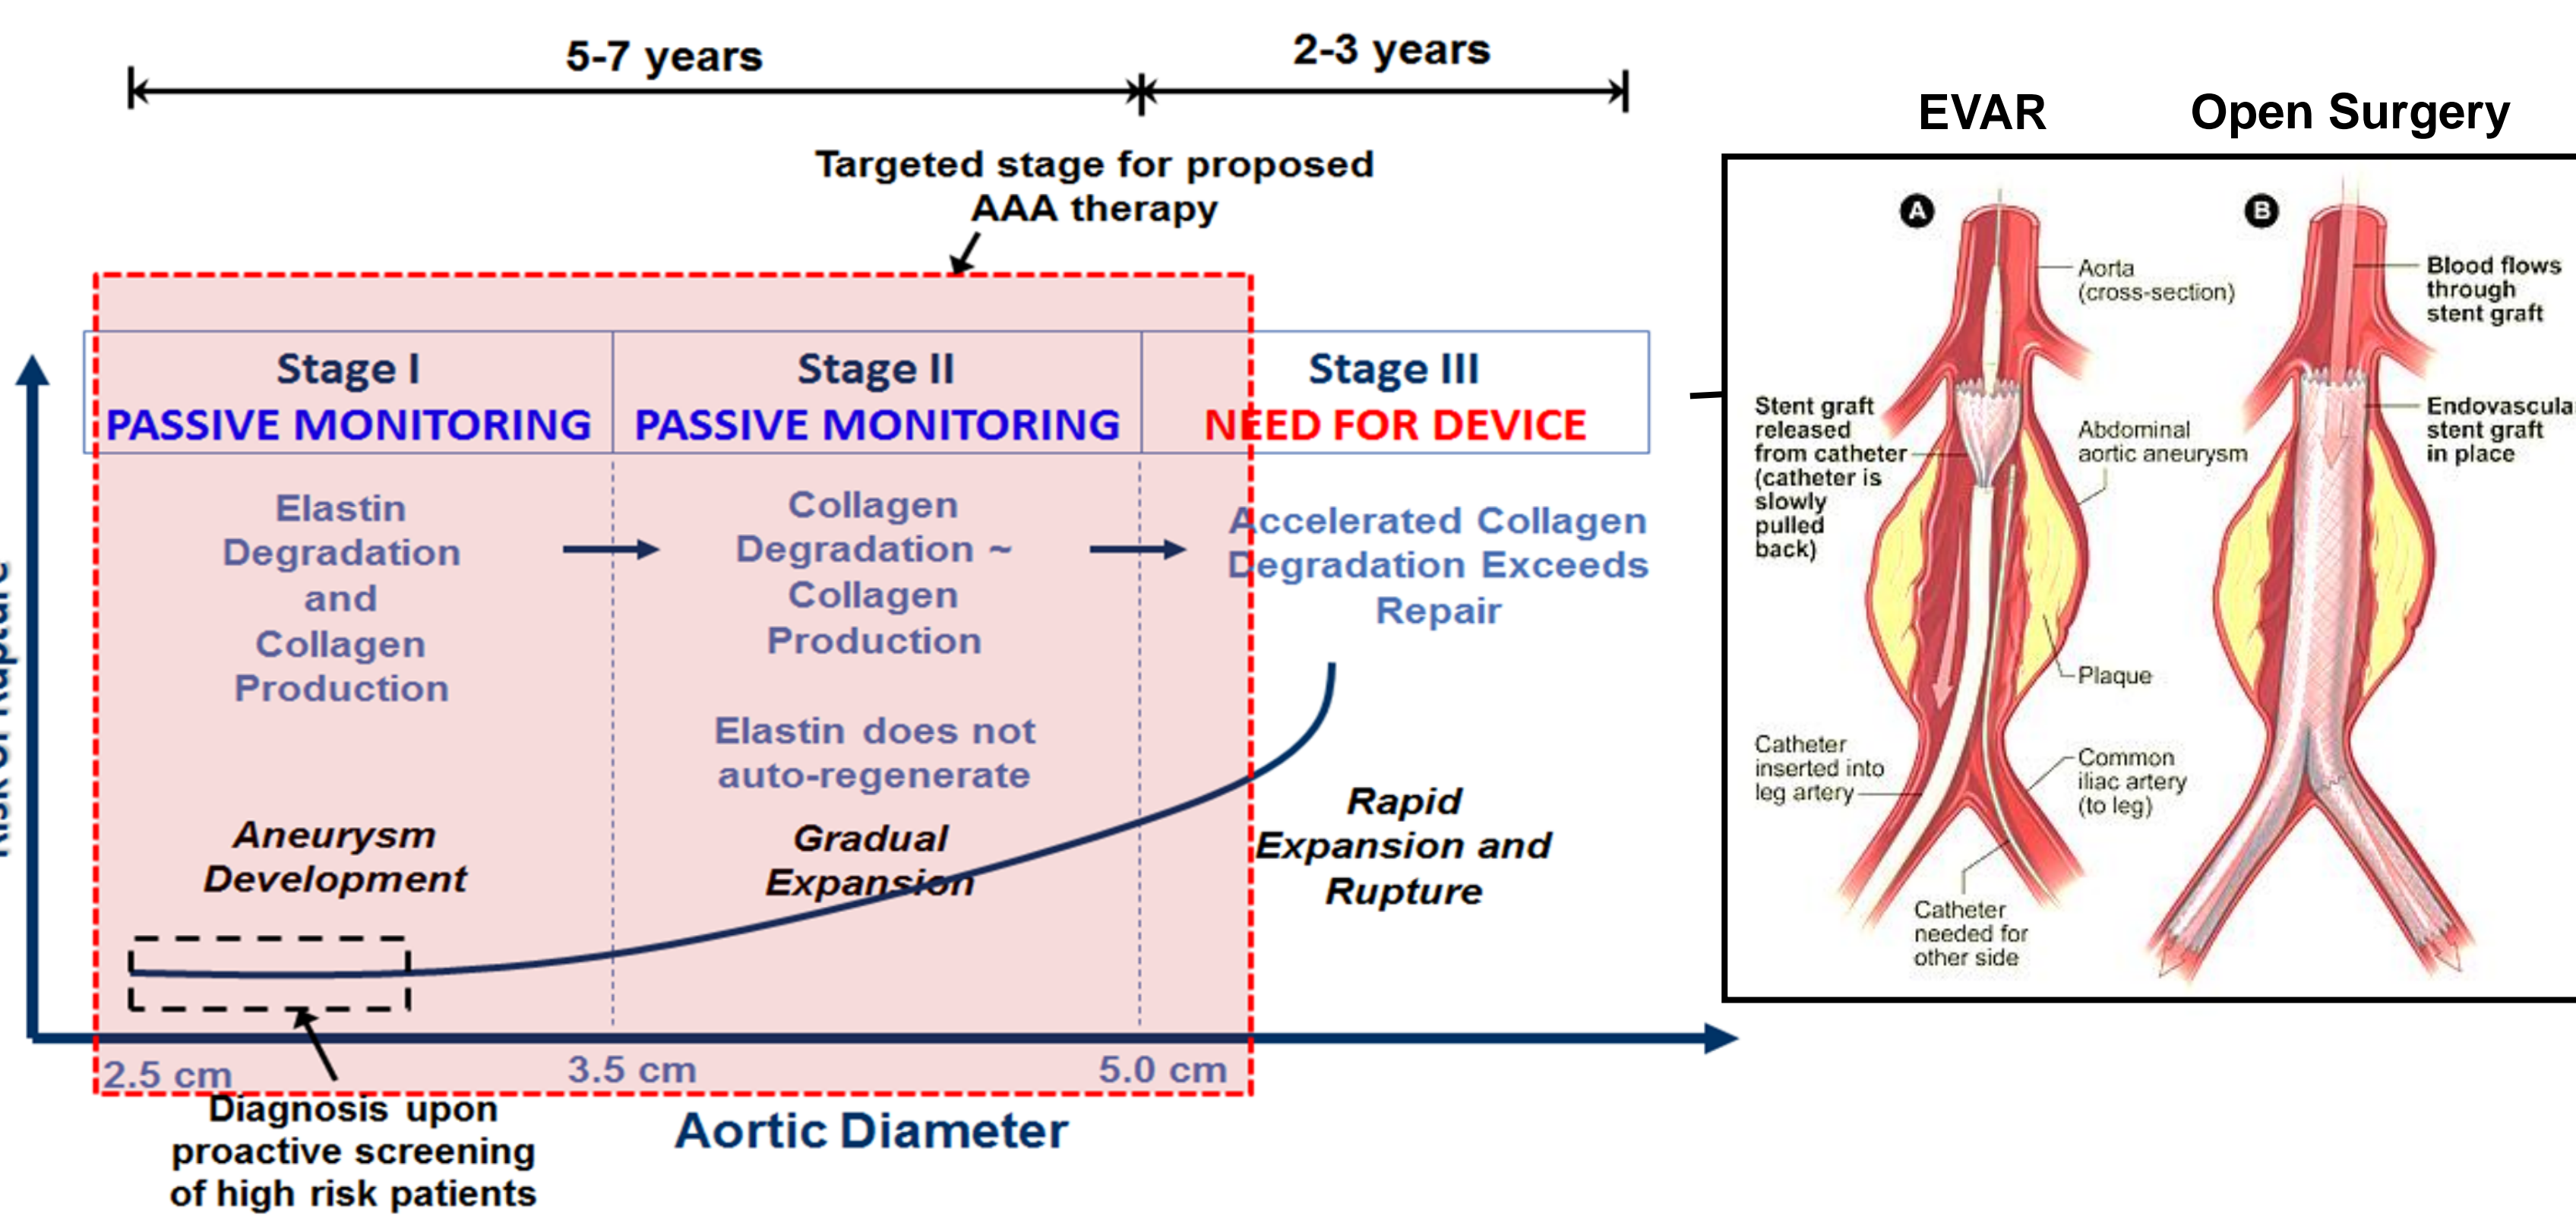 5-7 years
2-3 years
Targeted stage for proposed
AAA therapy
Stage I
PASSIVE MONITORING
Stage II
PASSIVE MONITORING
Stage III
NEED FOR DEVICE
Elastin
Degradation
and
Collagen
Production
Collagen
Degradation ~
Collagen
Production
Elastin does not
auto-regenerate
Accelerated Collagen
Degradation Exceeds
Repair
Aneurysm
Development
Gradual
Expansion
Rapid
Expansion and
Rupture
2.5 cm
3.5 cm
5.0 cm
Aortic Diameter
Diagnosis upon
proactive screening
of high risk patients
EVAR
Open Surgery
A
Aorta
(cross-section)
Stent graft
released
from catheter
(catheter is
slowly
pulled
back)
Abdominal
aortic aneurysm
Plaque
Catheter
inserted into
leg artery
Common
iliac artery
(to leg)
Catheter
needed for
other side
B
Blood flows
through
stent graft
Endovascula
stent graft
in place